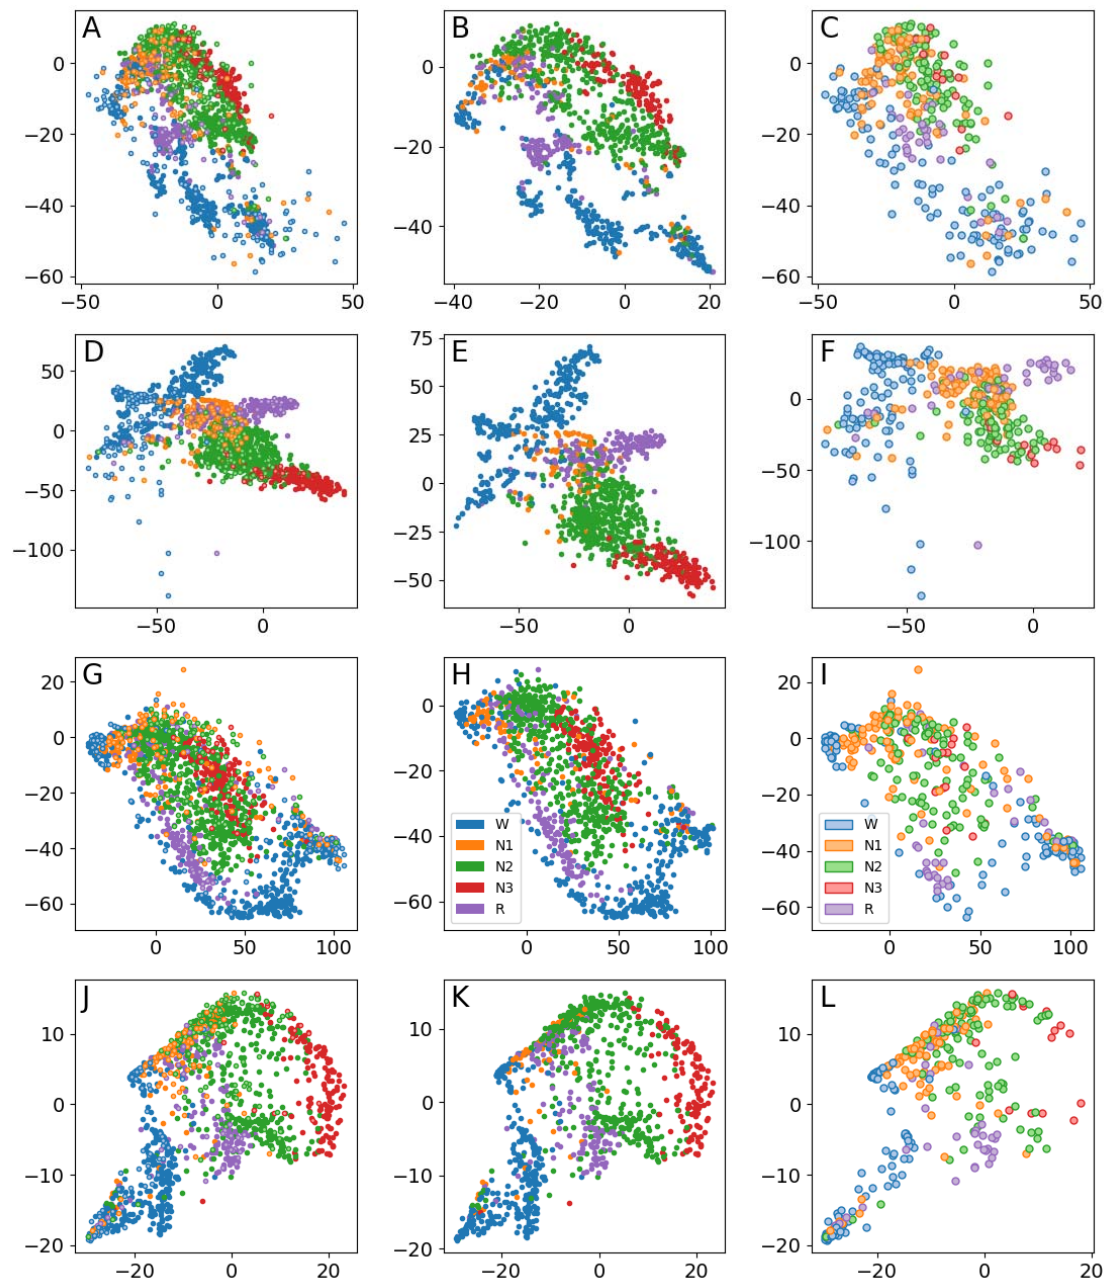 A B C
0 0 0
−20 −20 −20
−40 −40 −40
−60 −60
−50 0 50 −40 −20 0 20 −50 0 50
D E F
75
50 50 0
0 25
−50 0 −50
−100 −25 −100
−50
−50 0 −50 0 −50 0
G H I
20 0 20
0 0
−20 −20 −20
−40 −40 −40
−60 −60 −60
W W
N1 N1
N2 N2
N3 N3
R R
0 50 100 0 50 100 0 50 100
J K L
10 10 10
0 0 0
−10 −10 −10
−20 −20 −20
−20 0 20 −20 0 20 −20 0 20